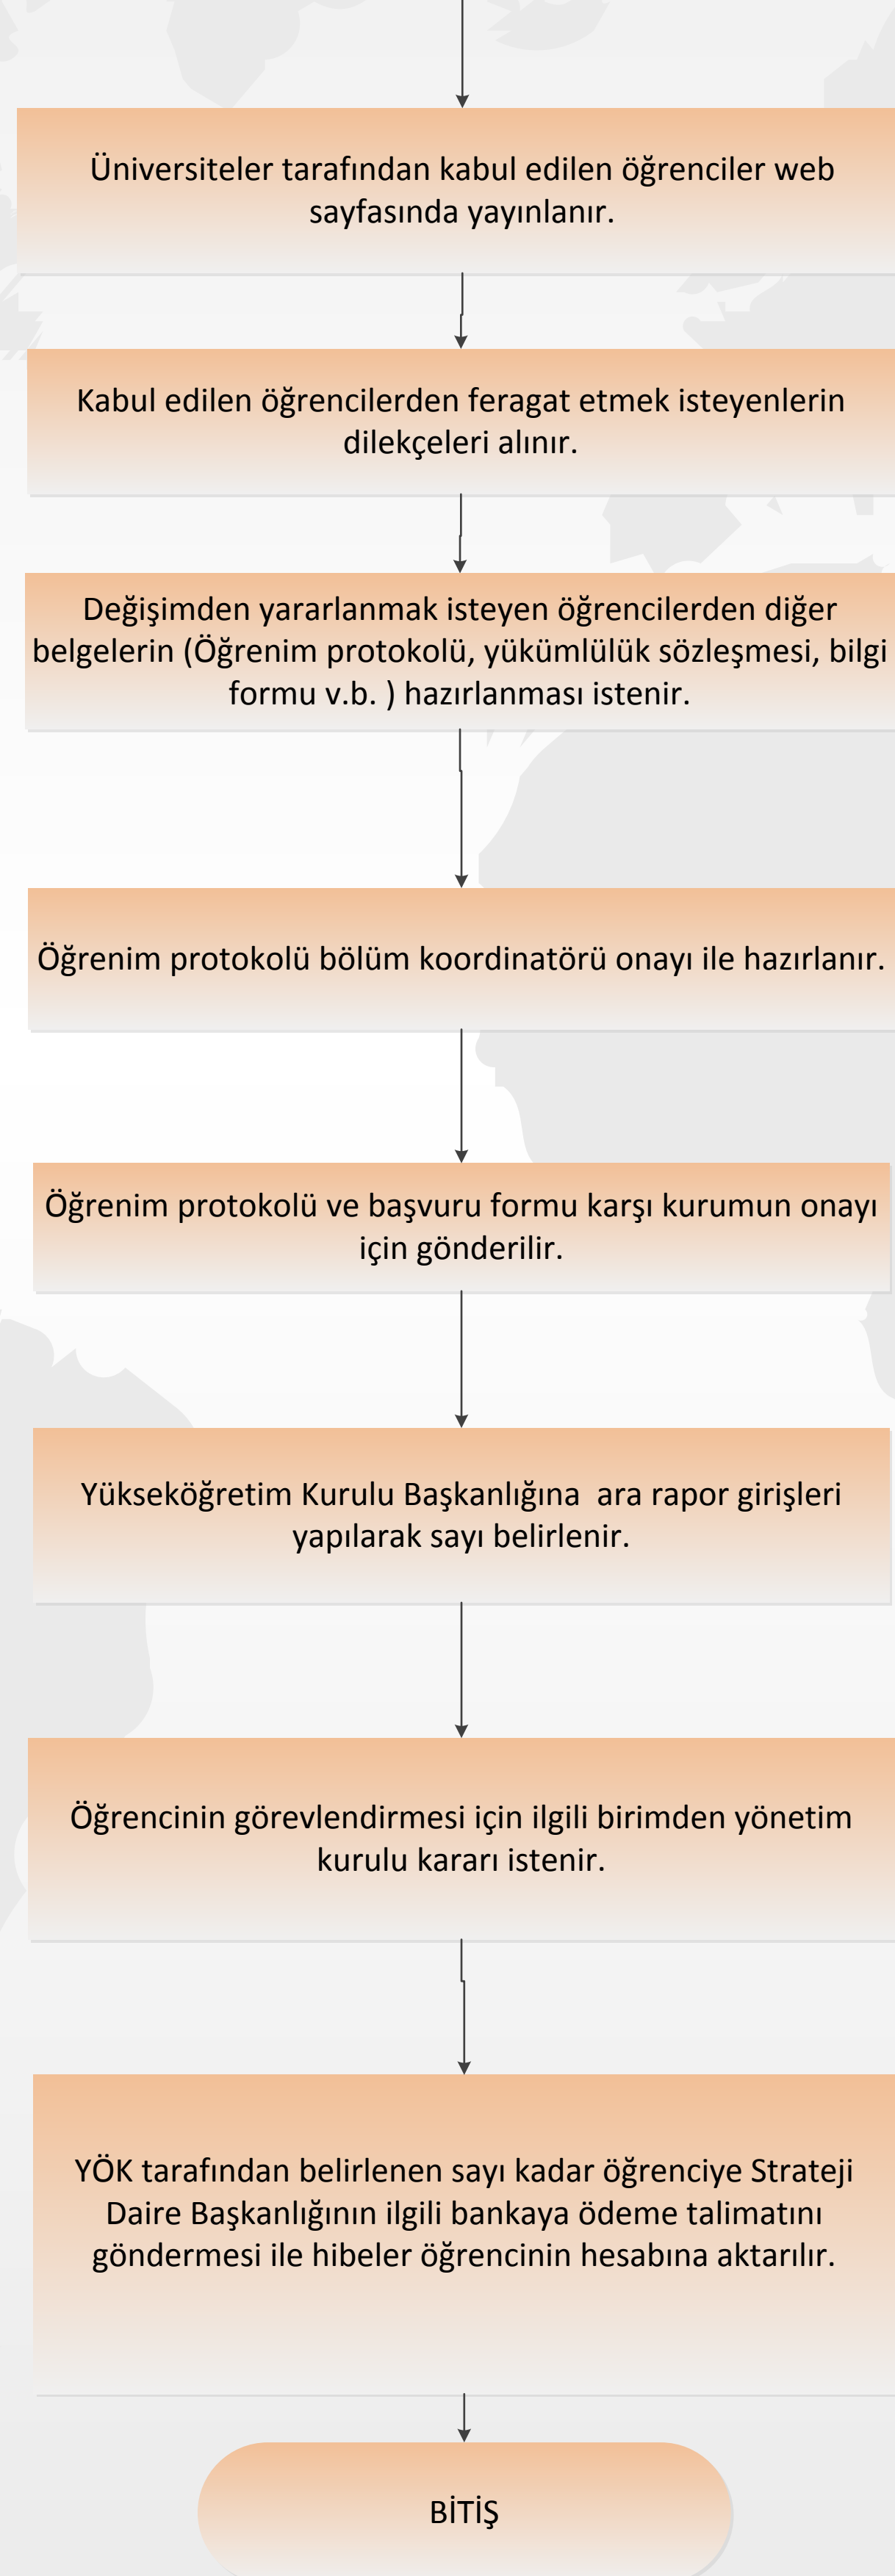 Üniversiteler tarafından kabul edilen öğrenciler web
sayfasında yayınlanır.
Kabul edilen öğrencilerden feragat etmek isteyenlerin
dilekçeleri alınır.
Değişimden yararlanmak isteyen öğrencilerden diğer
belgelerin (Öğrenim protokolü, yükümlülük sözleşmesi, bilgi
formu v.b. ) hazırlanması istenir.
Öğrenim protokolü bölüm koordinatörü onayı ile hazırlanır.
Öğrenim protokolü ve başvuru formu karşı kurumun onayı
için gönderilir.
Yükseköğretim Kurulu Başkanlığına  ara rapor girişleri
yapılarak sayı belirlenir.
Öğrencinin görevlendirmesi için ilgili birimden yönetim
kurulu kararı istenir.
YÖK tarafından belirlenen sayı kadar öğrenciye Strateji
Daire Başkanlığının ilgili bankaya ödeme talimatını
göndermesi ile hibeler öğrencinin hesabına aktarılır.
BİTİŞ